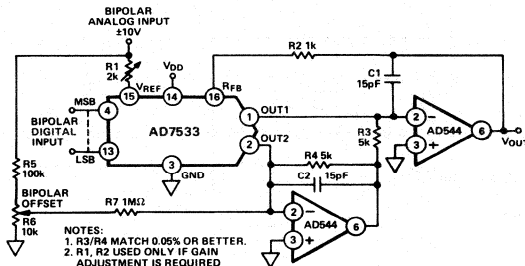 BIPOLAR
ANALOG INPUT
±10V
R1
2k
VDD
R2 1k
C1
15pF
VREF
RFB
15
14
16
MSB
4
BIPOLAR
DIGITAL
INPUT
LSB
13
AD7533
1
OUT1
OUT2
2
3
GND
R3
5k
2
−
AD544
6
3
+
VOUT
R4 5k
C2
15pF
R5
100k
BIPOLAR
OFFSET
R6
10k
R7 1MΩ
2
−
AD544
6
3
+
NOTES:
1. R3/R4 MATCH 0.05% OR BETTER.
2. R1, R2 USED ONLY IF GAIN
ADJUSTMENT IS REQUIRED